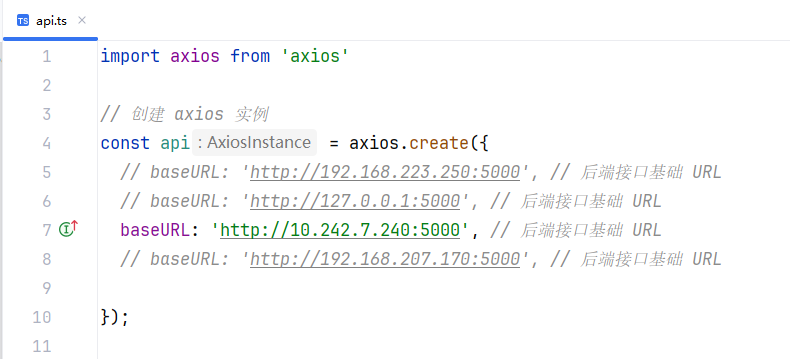 TS api.ts ×
1 import axios from 'axios'
2
3 // 创建 axios 实例
4 const api : AxiosInstance = axios.create({
5 // baseURL: 'http://192.168.223.250:5000', // 后端接口基础 URL
6 // baseURL: 'http://127.0.0.1:5000', // 后端接口基础 URL
7 baseURL: 'http://10.242.7.240:5000', // 后端接口基础 URL
8 // baseURL: 'http://192.168.207.170:5000', // 后端接口基础 URL
9
10 });
11